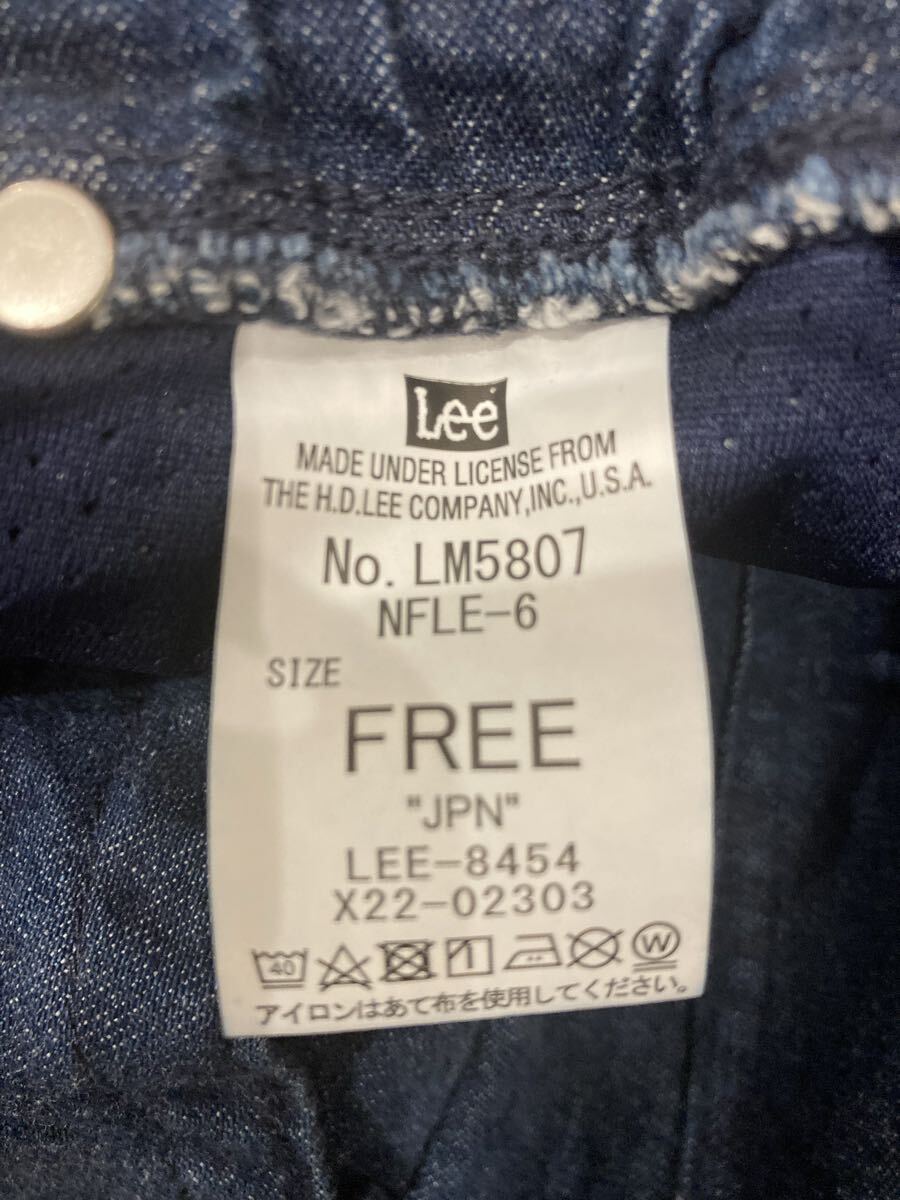 Lee
MADE UNDER LICENSE FROM
THE H.D.LEE COMPANY,INC.,U.S.A.
No. LM5807
NFLE-6
SIZE
FREE
"JPN"
LEE-8454
X22-02303
40 W
アイロンはあて布を使用してください。